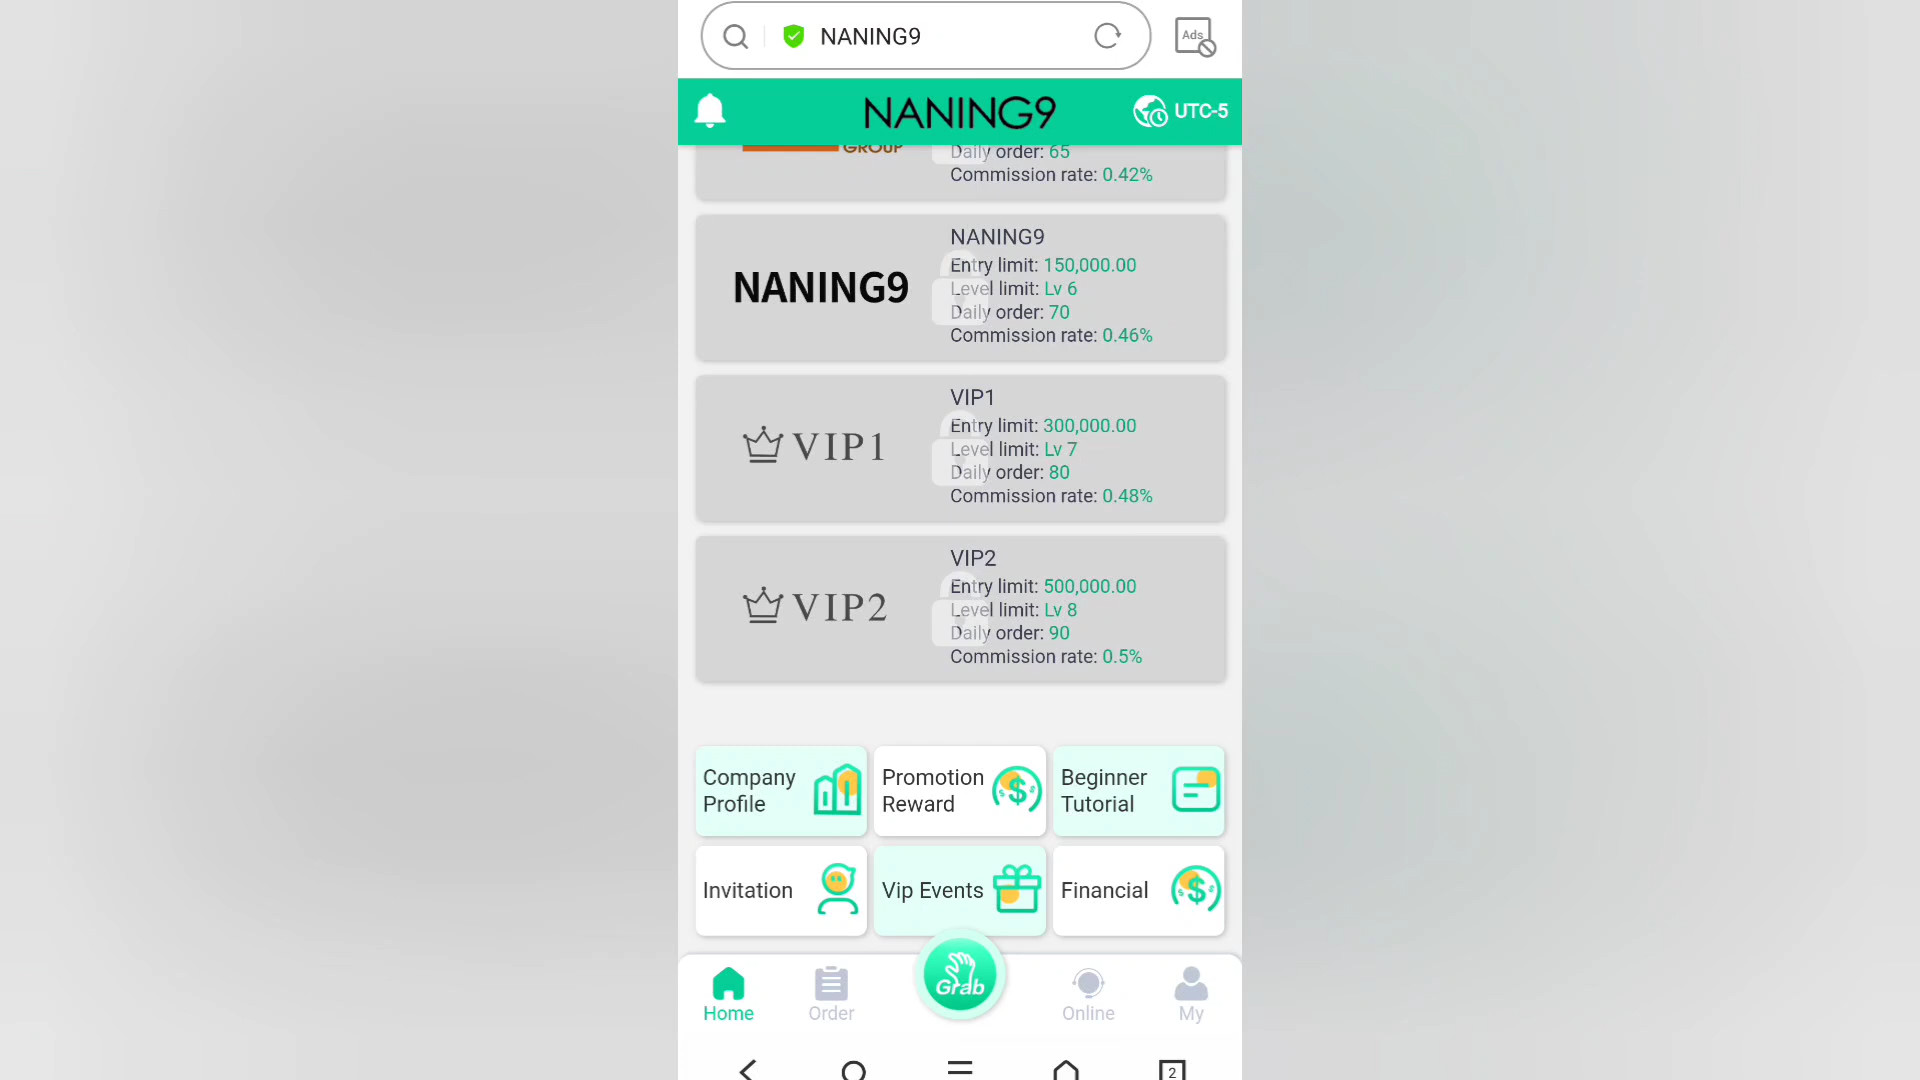 NANING9
Ads
NANING9
UTC-5
GROUP
Daily order: 65
Commission rate: 0.42%
NANING9
NANING9
Entry limit: 150,000.00
Level limit: Lv 6
Daily order: 70
Commission rate: 0.46%
VIP1
VIP1
Entry limit: 300,000.00
Level limit: Lv 7
Daily order: 80
Commission rate: 0.48%
VIP2
VIP2
Entry limit: 500,000.00
Level limit: Lv 8
Daily order: 90
Commission rate: 0.5%
Company
Profile
Promotion
Reward
Beginner
Tutorial
Invitation
Vip Events
Financial
Grab
Home
Order
Online
My
2